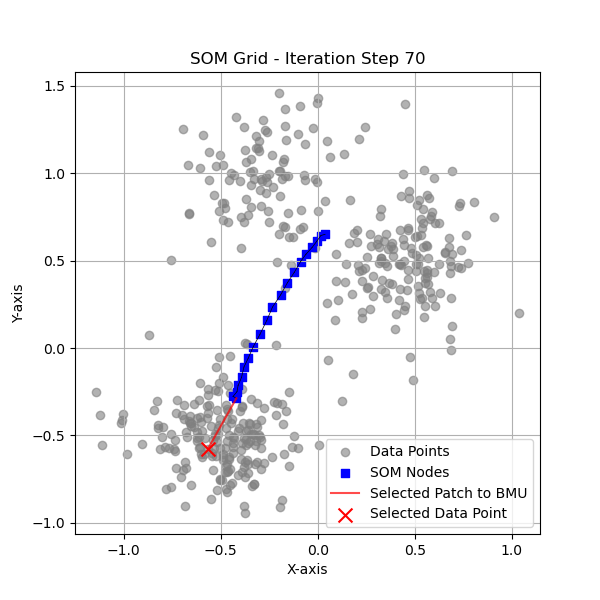 SOM Grid - Iteration Step 70
Y-axis
1.5
1.0
0.5
0.0
−0.5
−1.0
−1.0
−0.5
0.0
0.5
1.0
X-axis
Data Points
SOM Nodes
Selected Patch to BMU
Selected Data Point